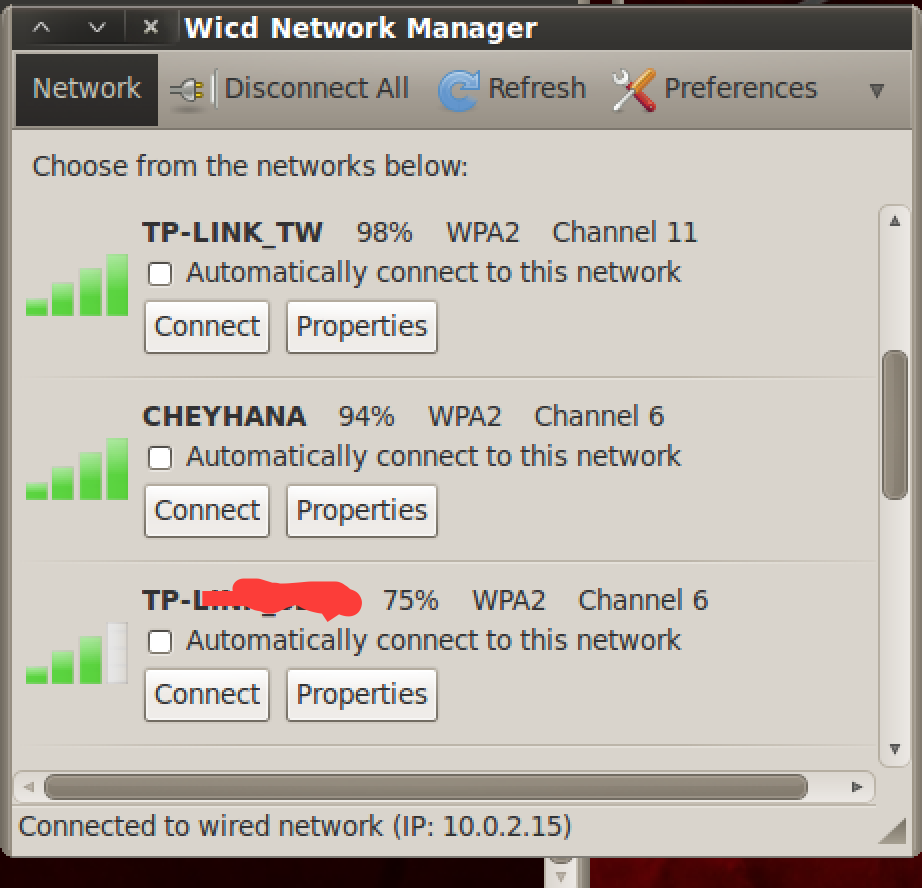 Wicd Network Manager
Network Disconnect All Refresh Preferences
Choose from the networks below:
TP-LINK_TW 98% WPA2 Channel 11
Automatically connect to this network
Connect Properties
CHEYHANA 94% WPA2 Channel 6
Automatically connect to this network
Connect Properties
75% WPA2 Channel 6
Automatically connect to this network
Connect Properties
Connected to wired network (IP: 10.0.2.15)